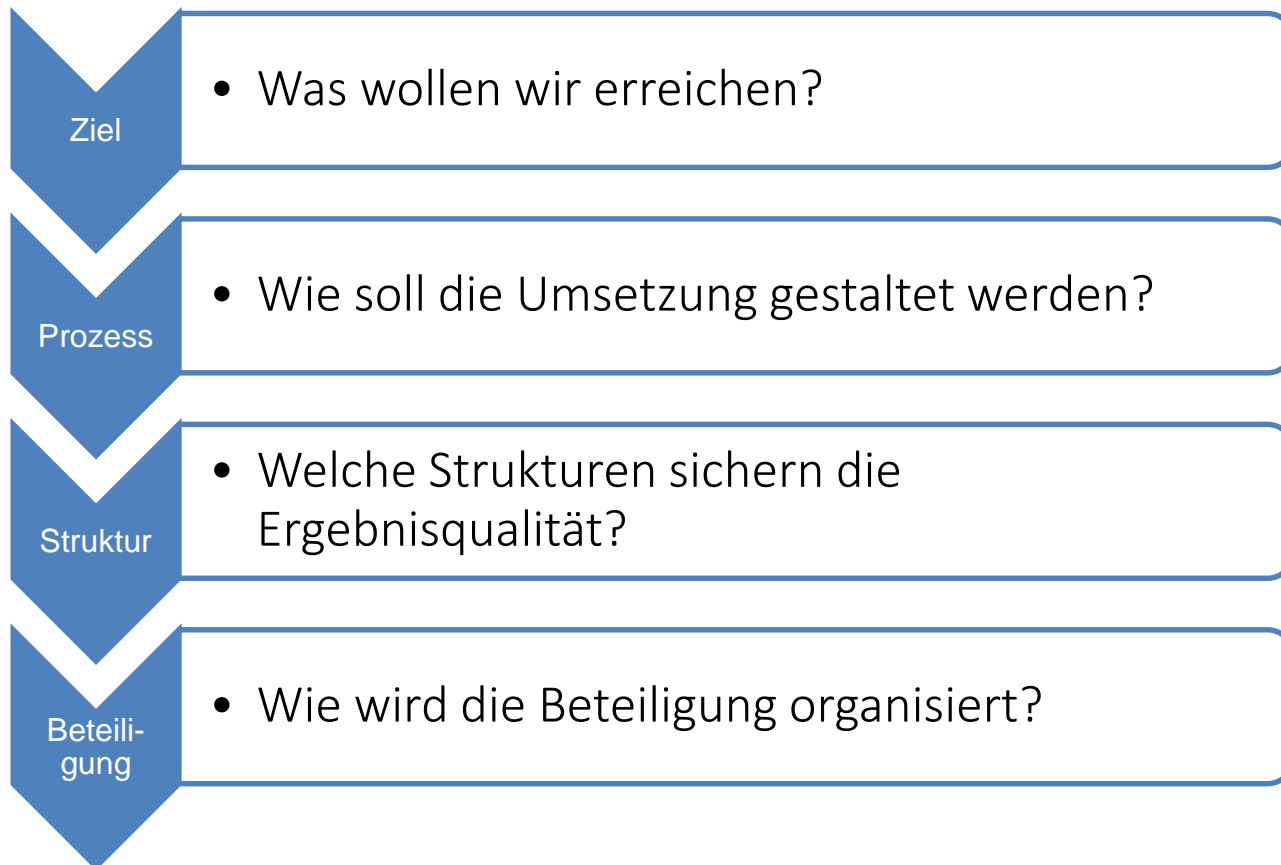 Ziel
• Was wollen wir erreichen?
Prozess
• Wie soll die Umsetzung gestaltet werden?
Struktur
• Welche Strukturen sichern die
Ergebnisqualität?
Beteili-
gung
• Wie wird die Beteiligung organisiert?